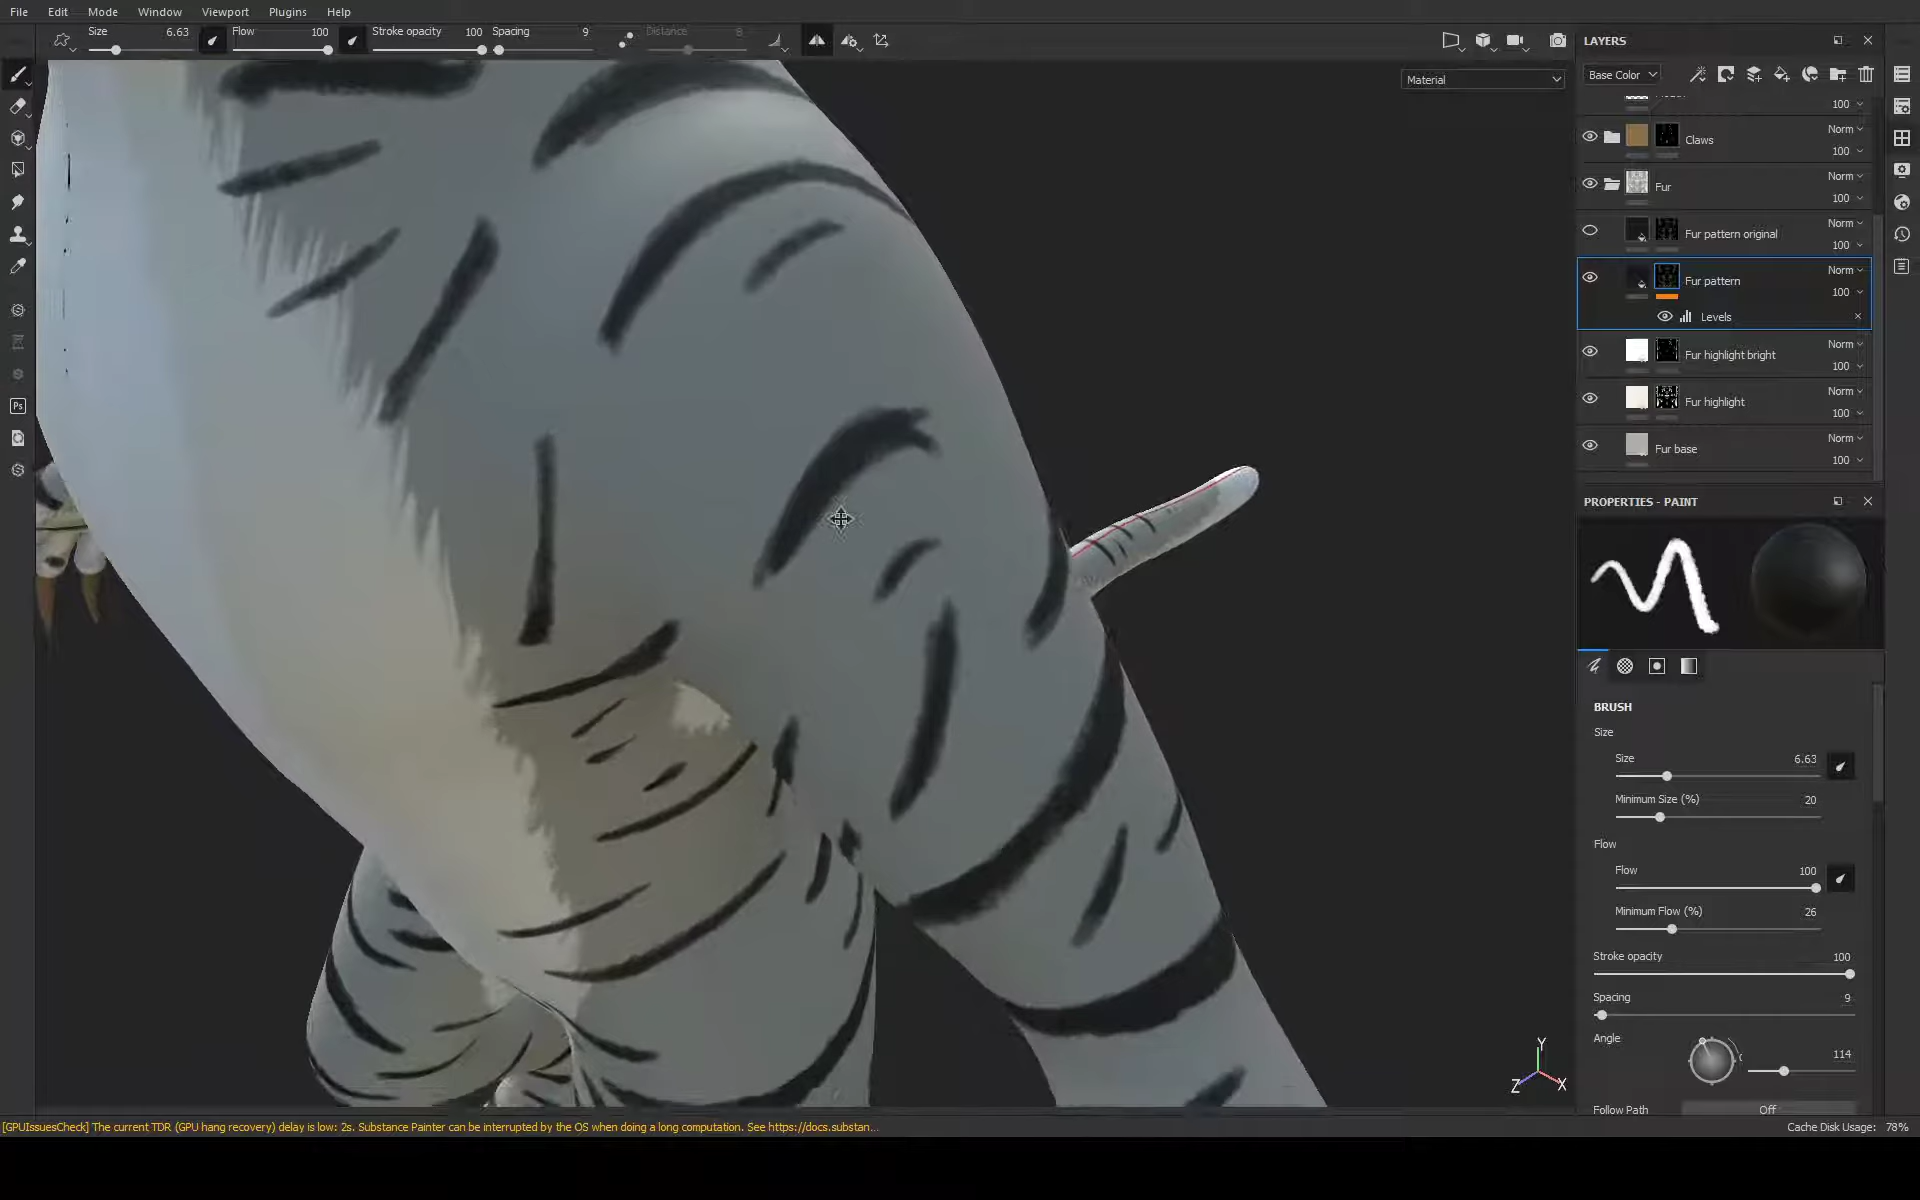 File Edit Mode Window Viewport Plugins Help
Size 6.63 Flow 100 Stroke opacity 100 Spacing 9 Distance 8
Material
LAYERS
Base Color
100
Claws Norm
100
Fur Norm
100
Fur pattern original Norm
100
Fur pattern Norm
100
Levels
Fur highlight bright Norm
100
Fur highlight Norm
100
Fur base Norm
100
Ps
PROPERTIES - PAINT
BRUSH
Size
Size 6.63
Minimum Size (%) 20
Flow
Flow 100
Minimum Flow (%) 26
Stroke opacity 100
Spacing 9
Angle
114
Follow Path Off
Y
Z X
[GPUIssuesCheck] The current TDR (GPU hang recovery) delay is low: 2s. Substance Painter can be interrupted by the OS when doing a long computation. See https://docs.substan...
Cache Disk Usage: 78%